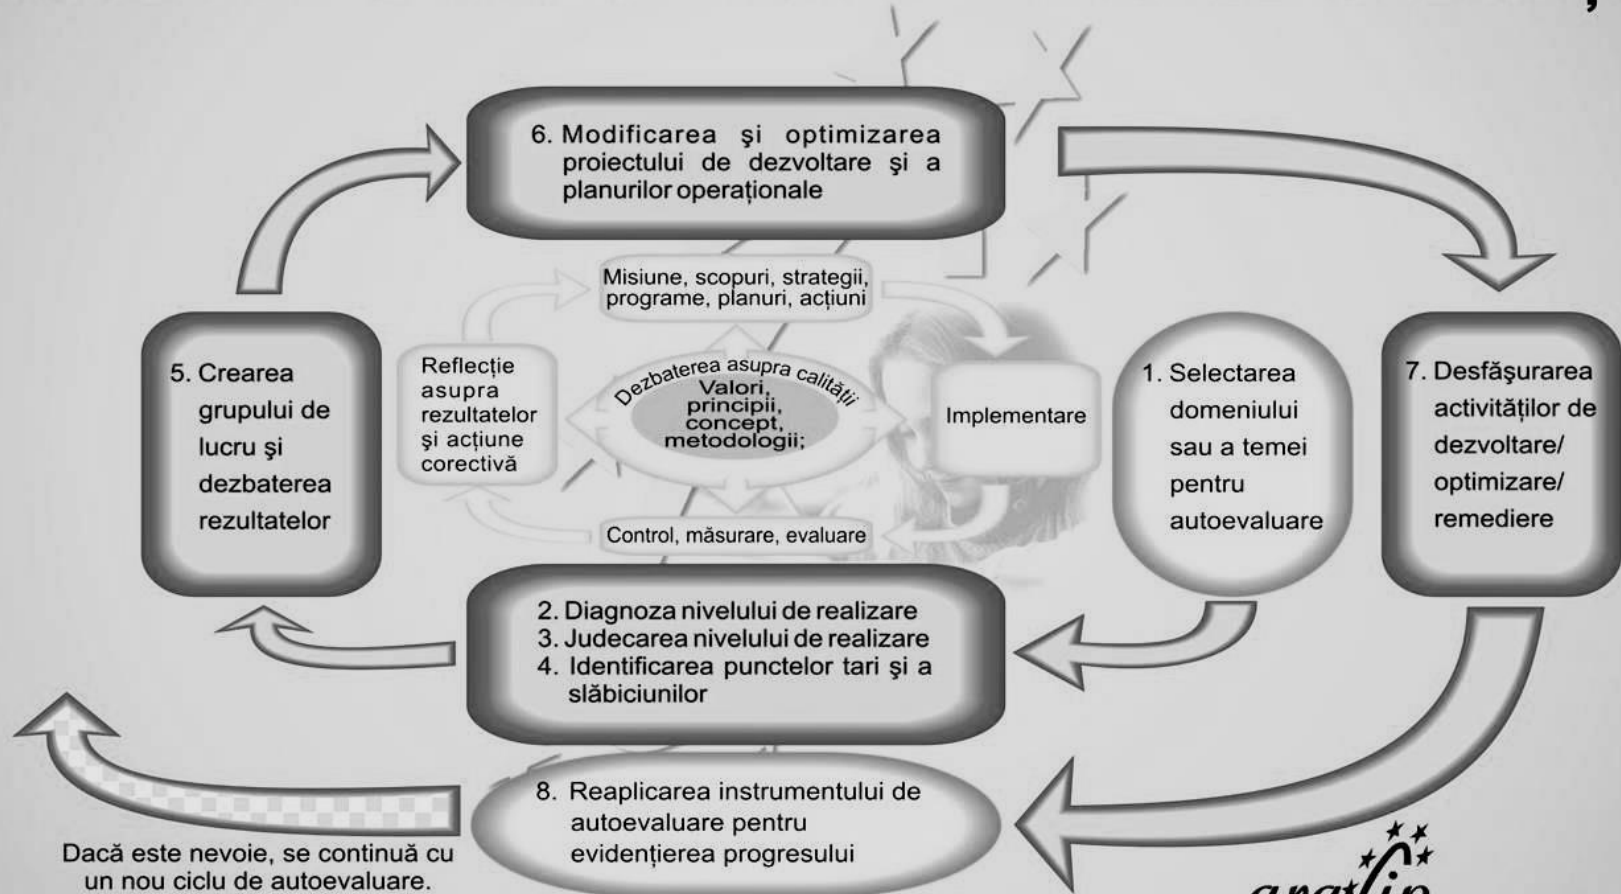 6. Modificarea şi optimizarea
proiectului de dezvoltare şi a
planurilor operaționale
Misiune, scopuri, strategii,
programe, planuri, acțiuni
5. Crearea
grupului de
lucru şi
dezbaterea
rezultatelor
Reflecție
asupra
rezultatelor
şi acțiune
corectivă
Dezbaterea asupra calității
Valori,
principii,
concept,
metodologii;
Implementare
1. Selectarea
domeniului
sau a temei
pentru
autoevaluare
7. Desfăşurarea
activităților de
dezvoltare/
optimizare/
remediere
Control, măsurare, evaluare
2. Diagnoza nivelului de realizare
3. Judecarea nivelului de realizare
4. Identificarea punctelor tari şi a
slăbiciunilor
8. Reaplicarea instrumentului de
autoevaluare pentru
evidențierea progresului
Dacă este nevoie, se continuă cu
un nou ciclu de autoevaluare.